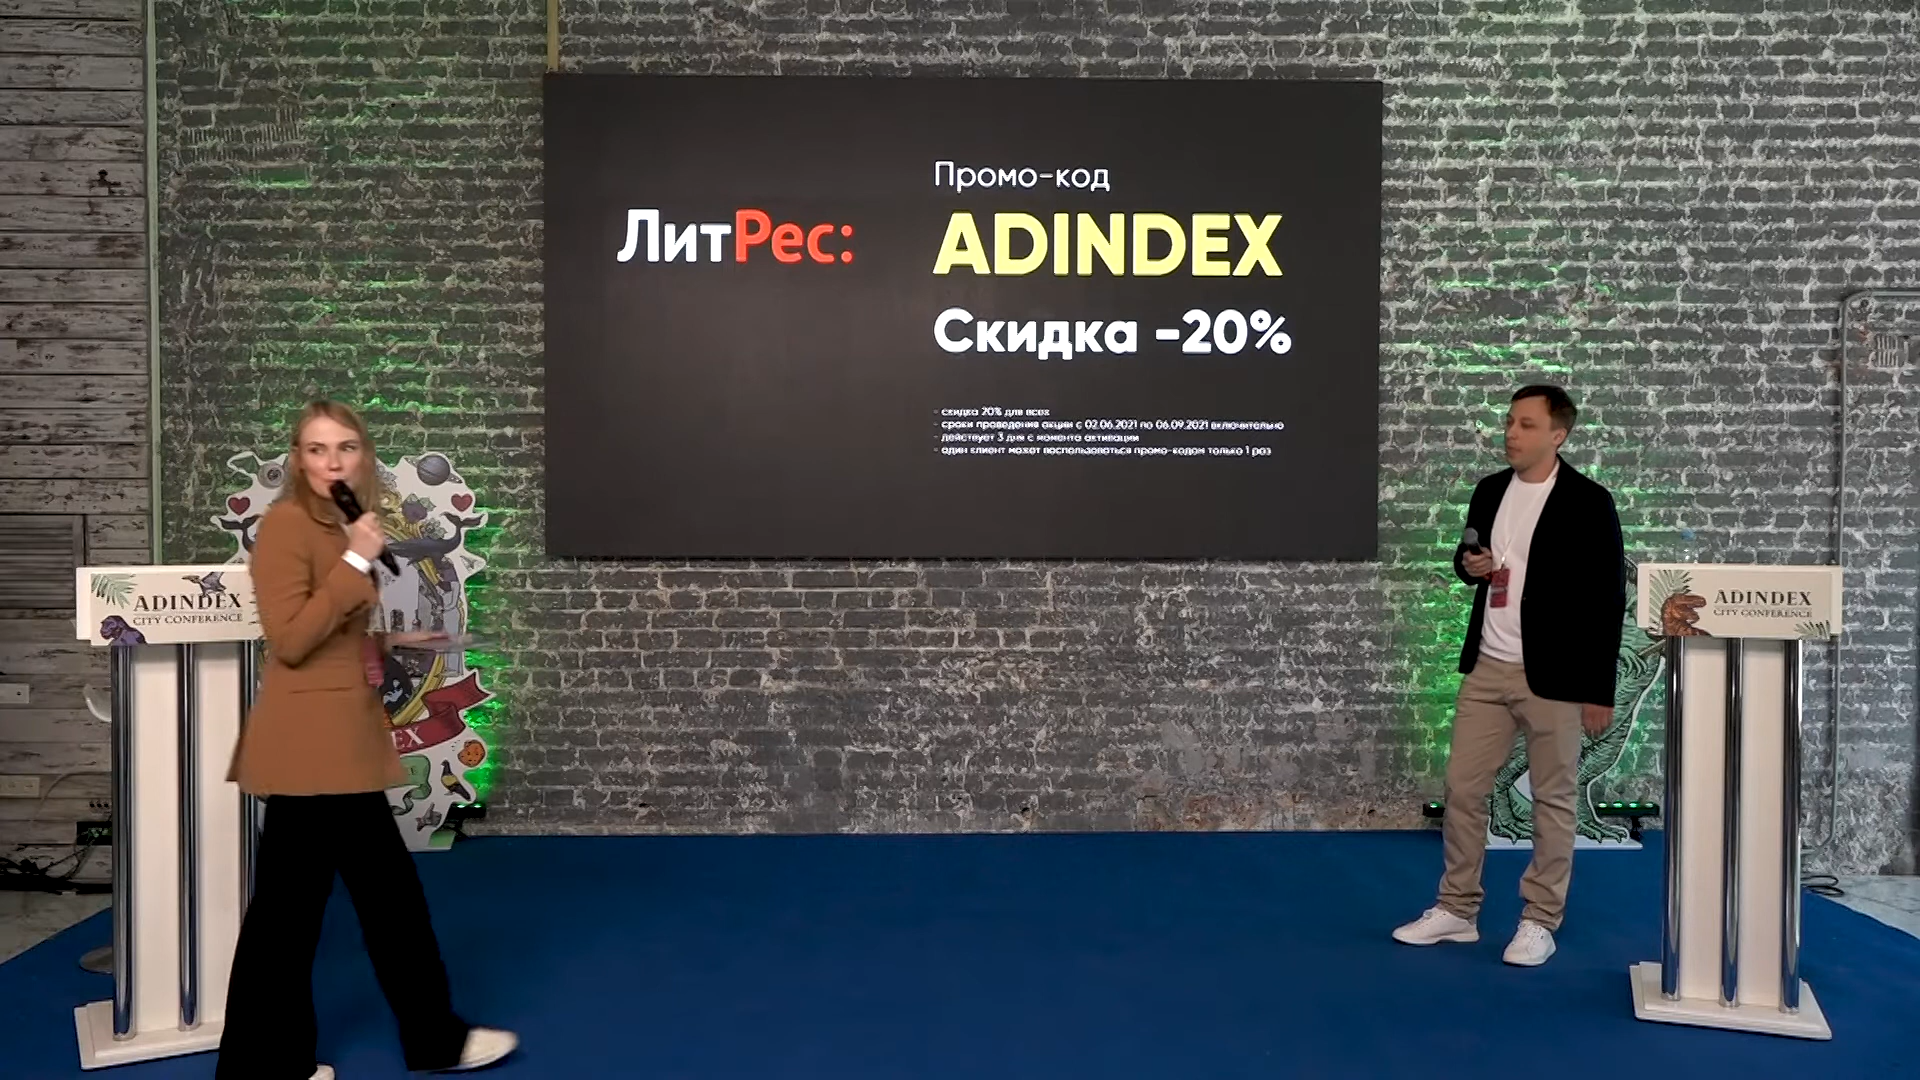 ЛитРес:
Промо-код
ADINDEX
Скидка -20%
- скидка 20% для всех
- сроки проведения акции с 02.06.2021 по 06.09.2021 включительно
- действует 3 дня с момента активации
- один клиент может воспользоваться промо-кодом только 1 раз
ADINDEX
CITY CONFERENCE
EX
ADINDEX
CITY CONFERENCE